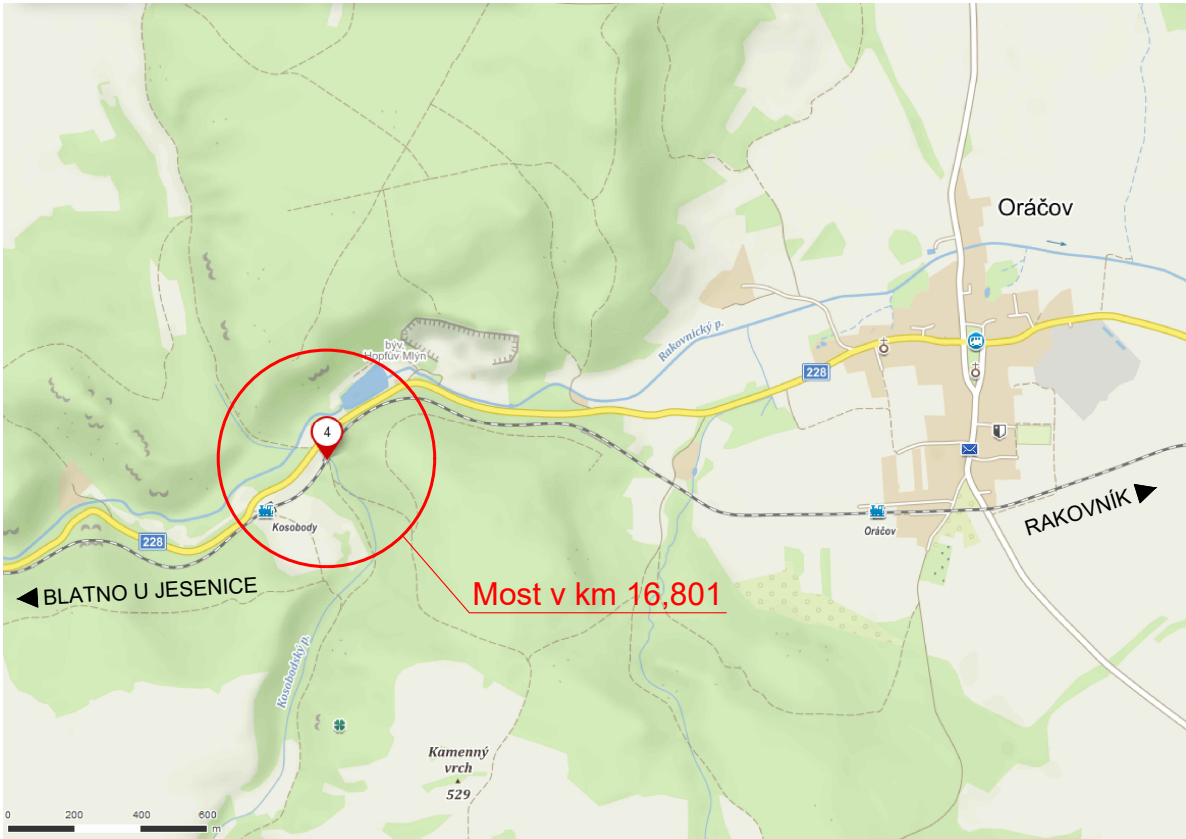 Oráčov
Rakovnický p.
býv.
Hopfův Mlýn
228
4
Kosobody
228
Oráčov
RAKOVNÍK
BLATNO U JESENICE
Most v km 16,801
Kosobodský p.
Kamenný
vrch
529
0 200 400 600
m